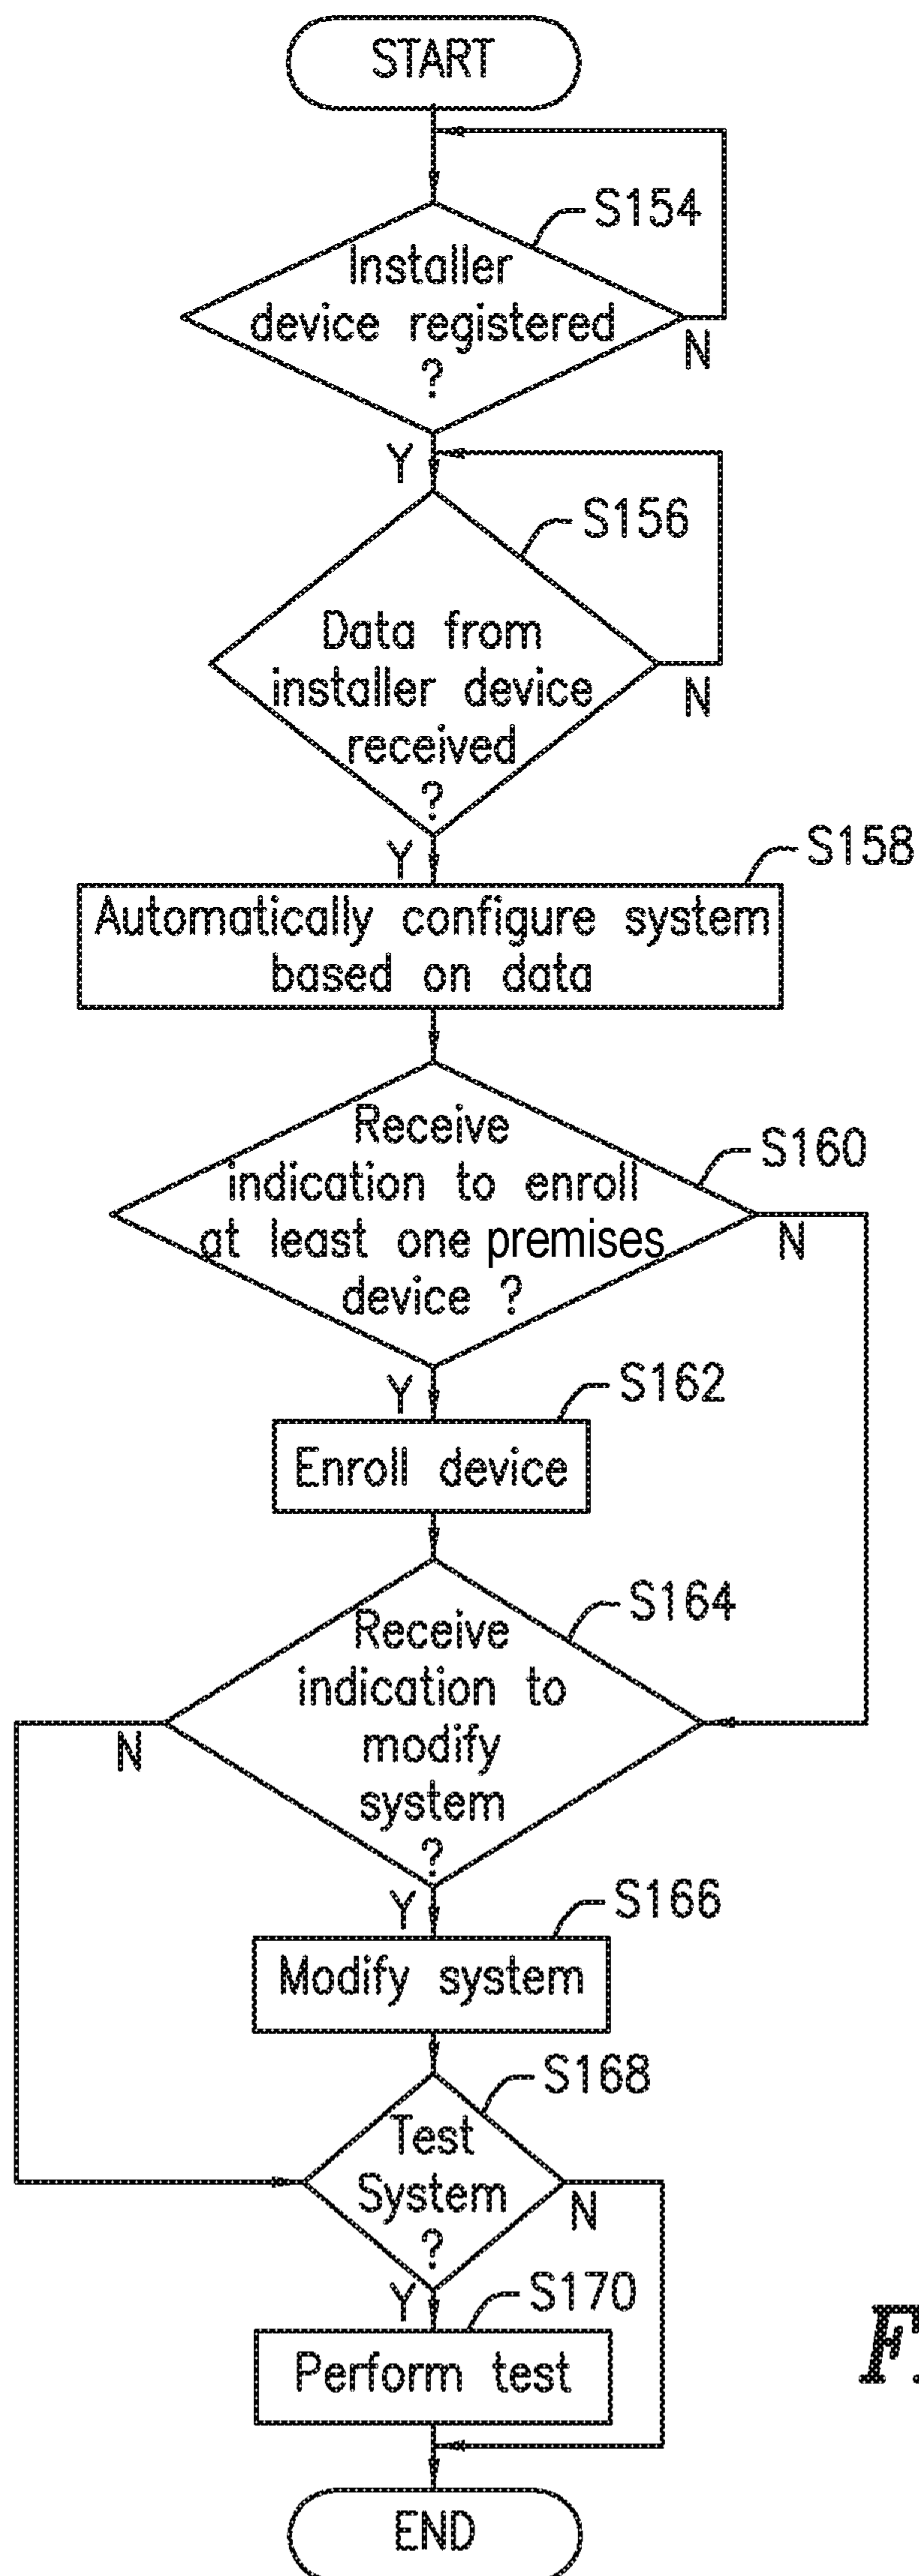 START
S154
Installer
device registered
?
N
Y
S156
Data from
installer device
received
?
N
Y
S158
Automatically configure system
based on data
Receive
indication to enroll
at least one premises
device ?
S160
N
Y
S162
Enroll device
S164
Receive
indication to
modify
system
?
N
Y
S166
Modify system
S168
Test
System
?
N
Y
S170
Perform test
END